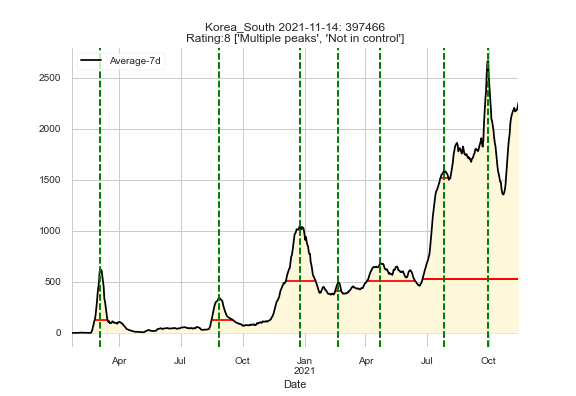 Korea_South 2021-11-14: 397466
Rating:8 ['Multiple peaks', 'Not in control']
Average-7d
2500
2000
1500
1000
500
0
Apr
Jul
Oct
Jan
2021
Apr
Jul
Oct
Date